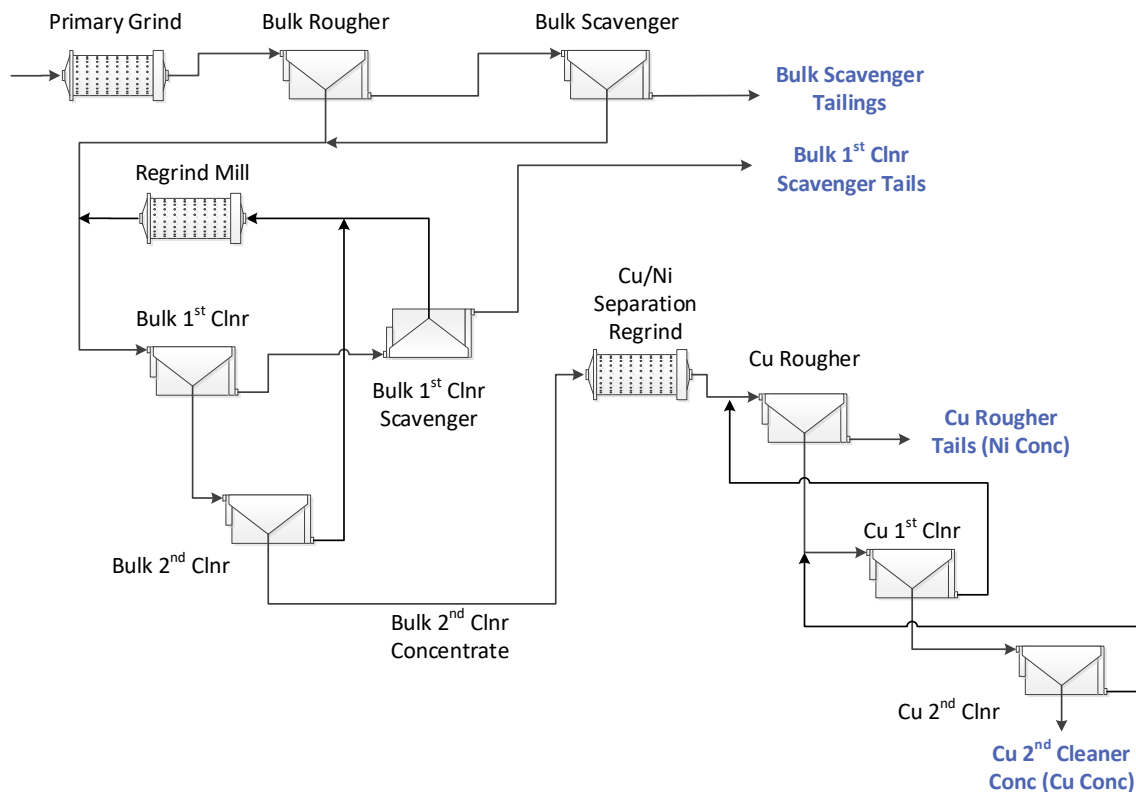 Primary Grind
Bulk Rougher
Bulk Scavenger
Bulk Scavenger
Tailings
Bulk 1st Clnr
Scavenger Tails
Regrind Mill
Cu/Ni
Separation
Regrind
Bulk 1st Clnr
Cu Rougher
Bulk 1st Clnr
Scavenger
Cu Rougher
Tails (Ni Conc)
Cu 1st Clnr
Bulk 2nd Clnr
Bulk 2nd Clnr
Concentrate
Cu 2nd Clnr
Cu 2nd Cleaner
Conc (Cu Conc)